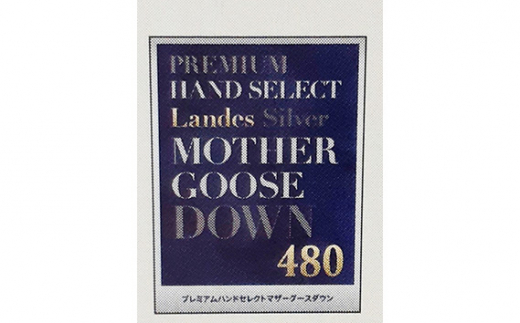 PREMIUM
HAND SELECT
Landes Silver
MOTHER
GOOSE
DOWN
480
プレミアムハンドセレクトマザーグースダウン